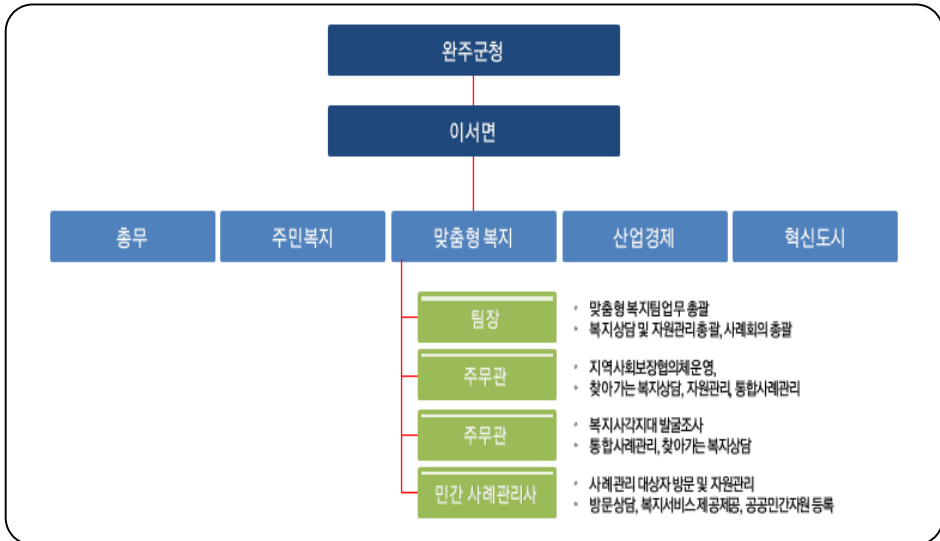 완주군청
이서면
총무
주민복지
맞춤형 복지
산업경제
혁신도시
팀장
• 맞춤형 복지팀업무 총괄
• 복지상담 및 자원관리 총괄, 사례회의 총괄
주무관
• 지역사회보장협의체 운영,
• 찾아가는 복지상담, 자원관리, 통합사례관리
주무관
• 복지사각지대 발굴조사
• 통합사례관리, 찾아가는 복지상담
민간 사례관리사
• 사례관리 대상자 방문 및 자원관리
• 방문상담, 복지서비스 제공제공, 공공민간자원 등록